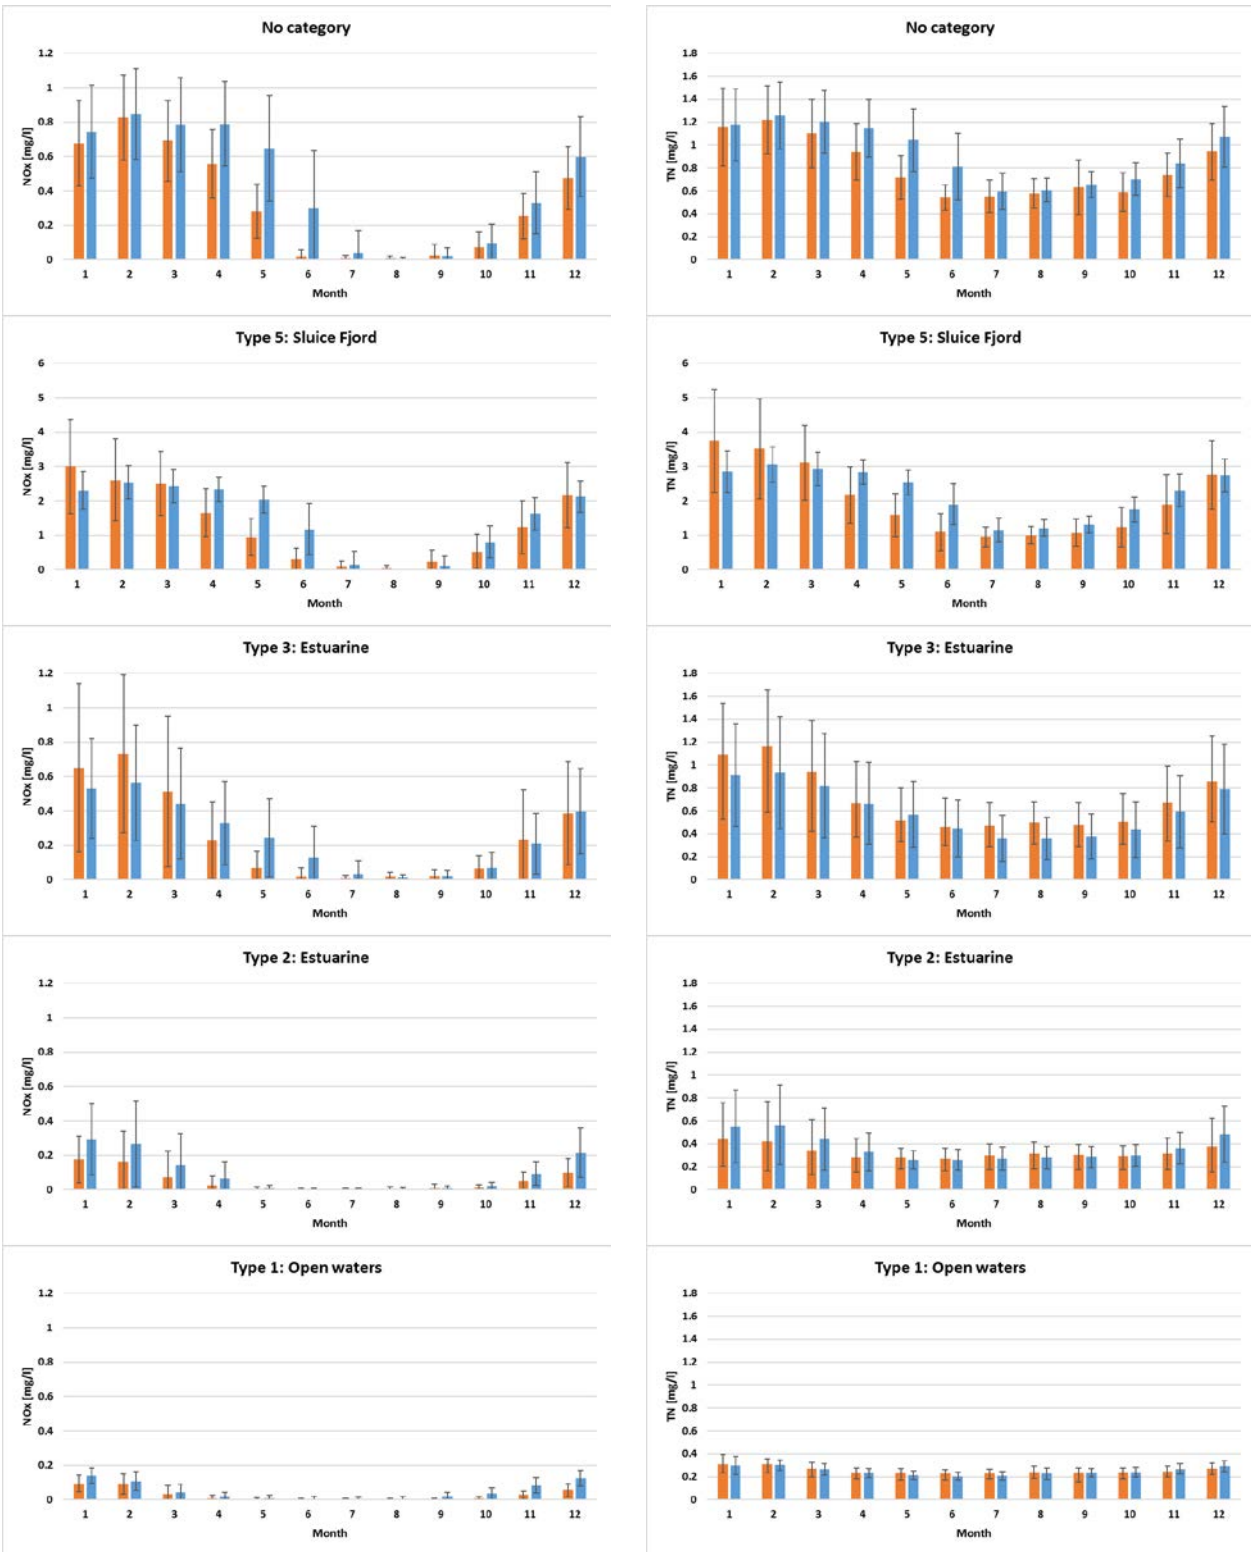 No category
1.2
1
0.8
0.6
0.4
0.2
0
NOx [mg/l]
1 2 3 4 5 6 7 8 9 10 11 12
Month
No category
1.8
1.6
1.4
1.2
1
0.8
0.6
0.4
0.2
0
TN [mg/l]
1 2 3 4 5 6 7 8 9 10 11 12
Month
Type 5: Sluice Fjord
6
5
4
3
2
1
0
NOx [mg/l]
1 2 3 4 5 6 7 8 9 10 11 12
Month
Type 5: Sluice Fjord
6
5
4
3
2
1
0
TN [mg/l]
1 2 3 4 5 6 7 8 9 10 11 12
Month
Type 3: Estuarine
1.2
1
0.8
0.6
0.4
0.2
0
NOx [mg/l]
1 2 3 4 5 6 7 8 9 10 11 12
Month
Type 3: Estuarine
1.8
1.6
1.4
1.2
1
0.8
0.6
0.4
0.2
0
TN [mg/l]
1 2 3 4 5 6 7 8 9 10 11 12
Month
Type 2: Estuarine
1.2
1
0.8
0.6
0.4
0.2
0
NOx [mg/l]
1 2 3 4 5 6 7 8 9 10 11 12
Month
Type 2: Estuarine
1.8
1.6
1.4
1.2
1
0.8
0.6
0.4
0.2
0
TN [mg/l]
1 2 3 4 5 6 7 8 9 10 11 12
Month
Type 1: Open waters
1.2
1
0.8
0.6
0.4
0.2
0
NOx [mg/l]
1 2 3 4 5 6 7 8 9 10 11 12
Month
Type 1: Open waters
1.8
1.6
1.4
1.2
1
0.8
0.6
0.4
0.2
0
TN [mg/l]
1 2 3 4 5 6 7 8 9 10 11 12
Month